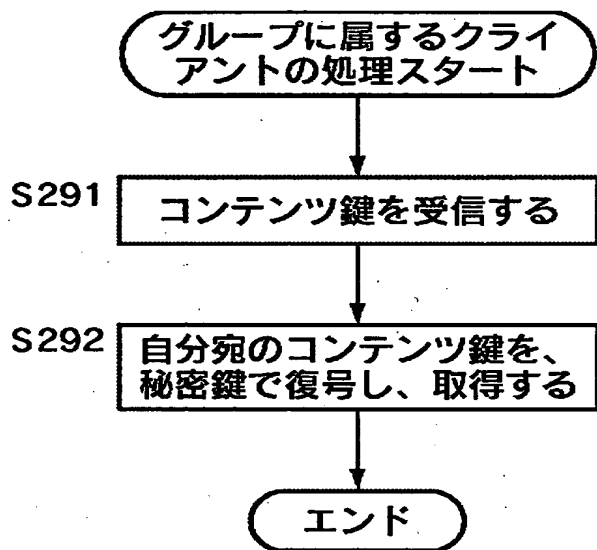 グループに属するクライ
アントの処理スタート
S291
コンテンツ鍵を受信する
S292
自分宛のコンテンツ鍵を、
秘密鍵で復号し、取得する
エンド